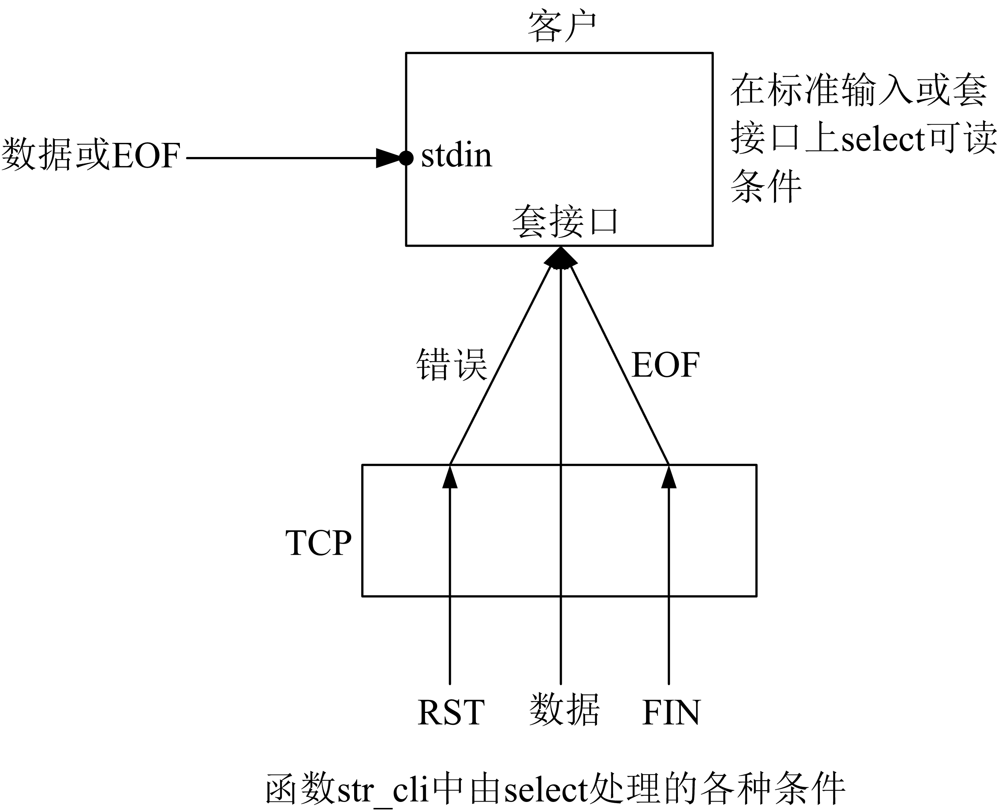 客户
在标准输入或套
接口上select可读
条件
数据或EOF
stdin
套接口
错误
EOF
TCP
RST
数据
FIN
函数str_cli中由select处理的各种条件